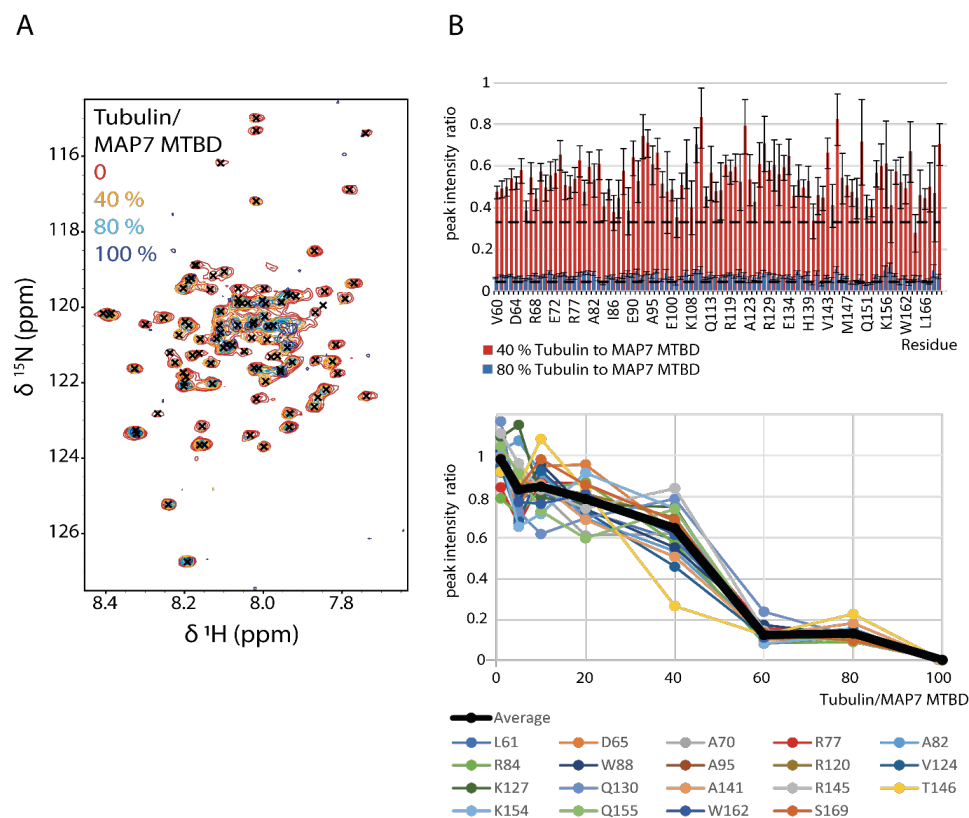 A
B
Tubulin/
MAP7 MTBD
0
40 %
80 %
100 %
116
118
120
122
124
126
δ ¹⁵N (ppm)
8.4
8.2
8.0
7.8
δ ¹H (ppm)
1
0.8
0.6
0.4
0.2
0
peak intensity ratio
V60 D64 R68 E72 R77 A82 I86 E90 A95 E100 K108 Q113 R119 A123 R129 E134 H139 V143 M147 Q151 K156 W162 L166
Residue
40 % Tubulin to MAP7 MTBD
80 % Tubulin to MAP7 MTBD
1
0.8
0.6
0.4
0.2
0
peak intensity ratio
0 20 40 60 80 100
Tubulin/MAP7 MTBD
Average
L61 D65 A70 R77 A82
R84 W88 A95 R120 V124
K127 Q130 A141 R145 T146
K154 Q155 W162 S169